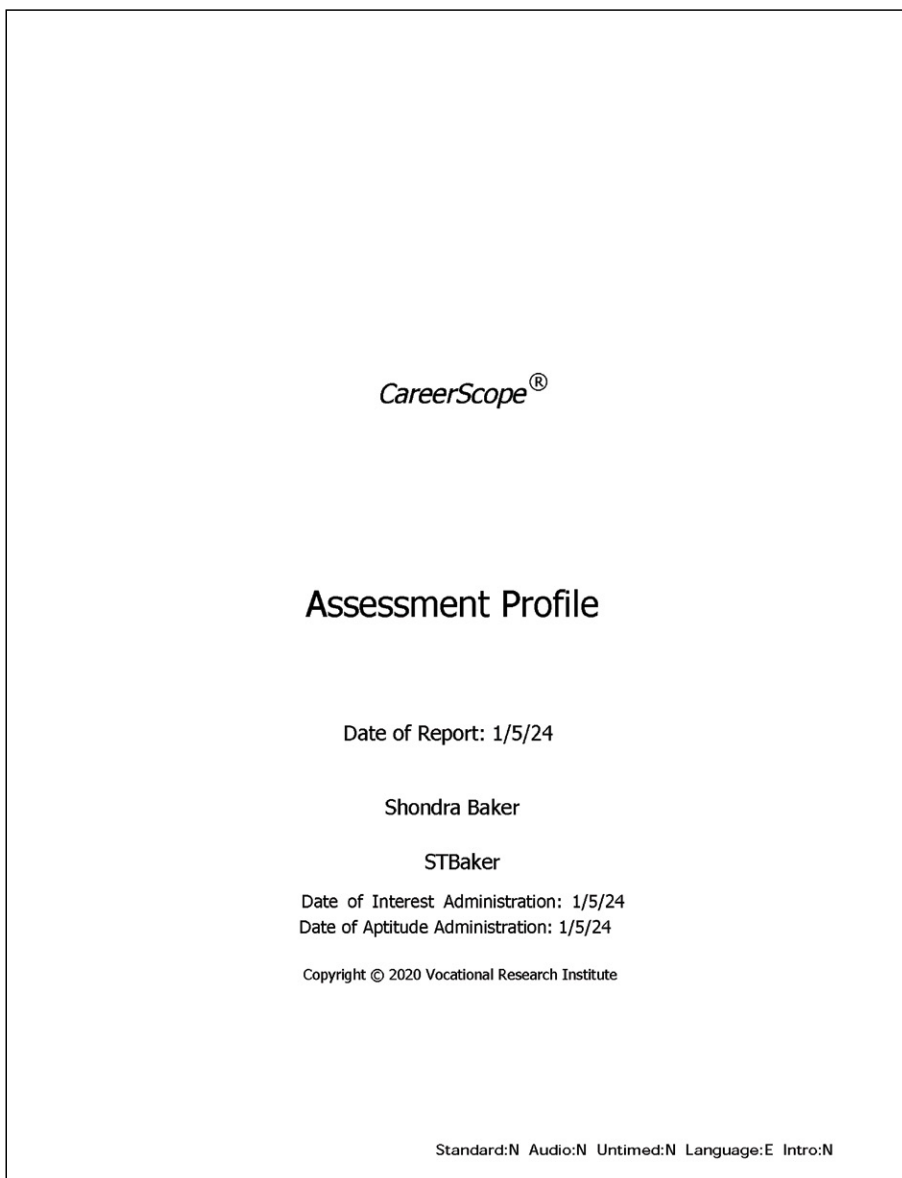 CareerScope®
Assessment Profile
Date of Report: 1/5/24
Shondra Baker
STBaker
Date of Interest Administration: 1/5/24
Date of Aptitude Administration: 1/5/24
Copyright © 2020 Vocational Research Institute
Standard:N Audio:N Untimed:N Language:E Intro:N